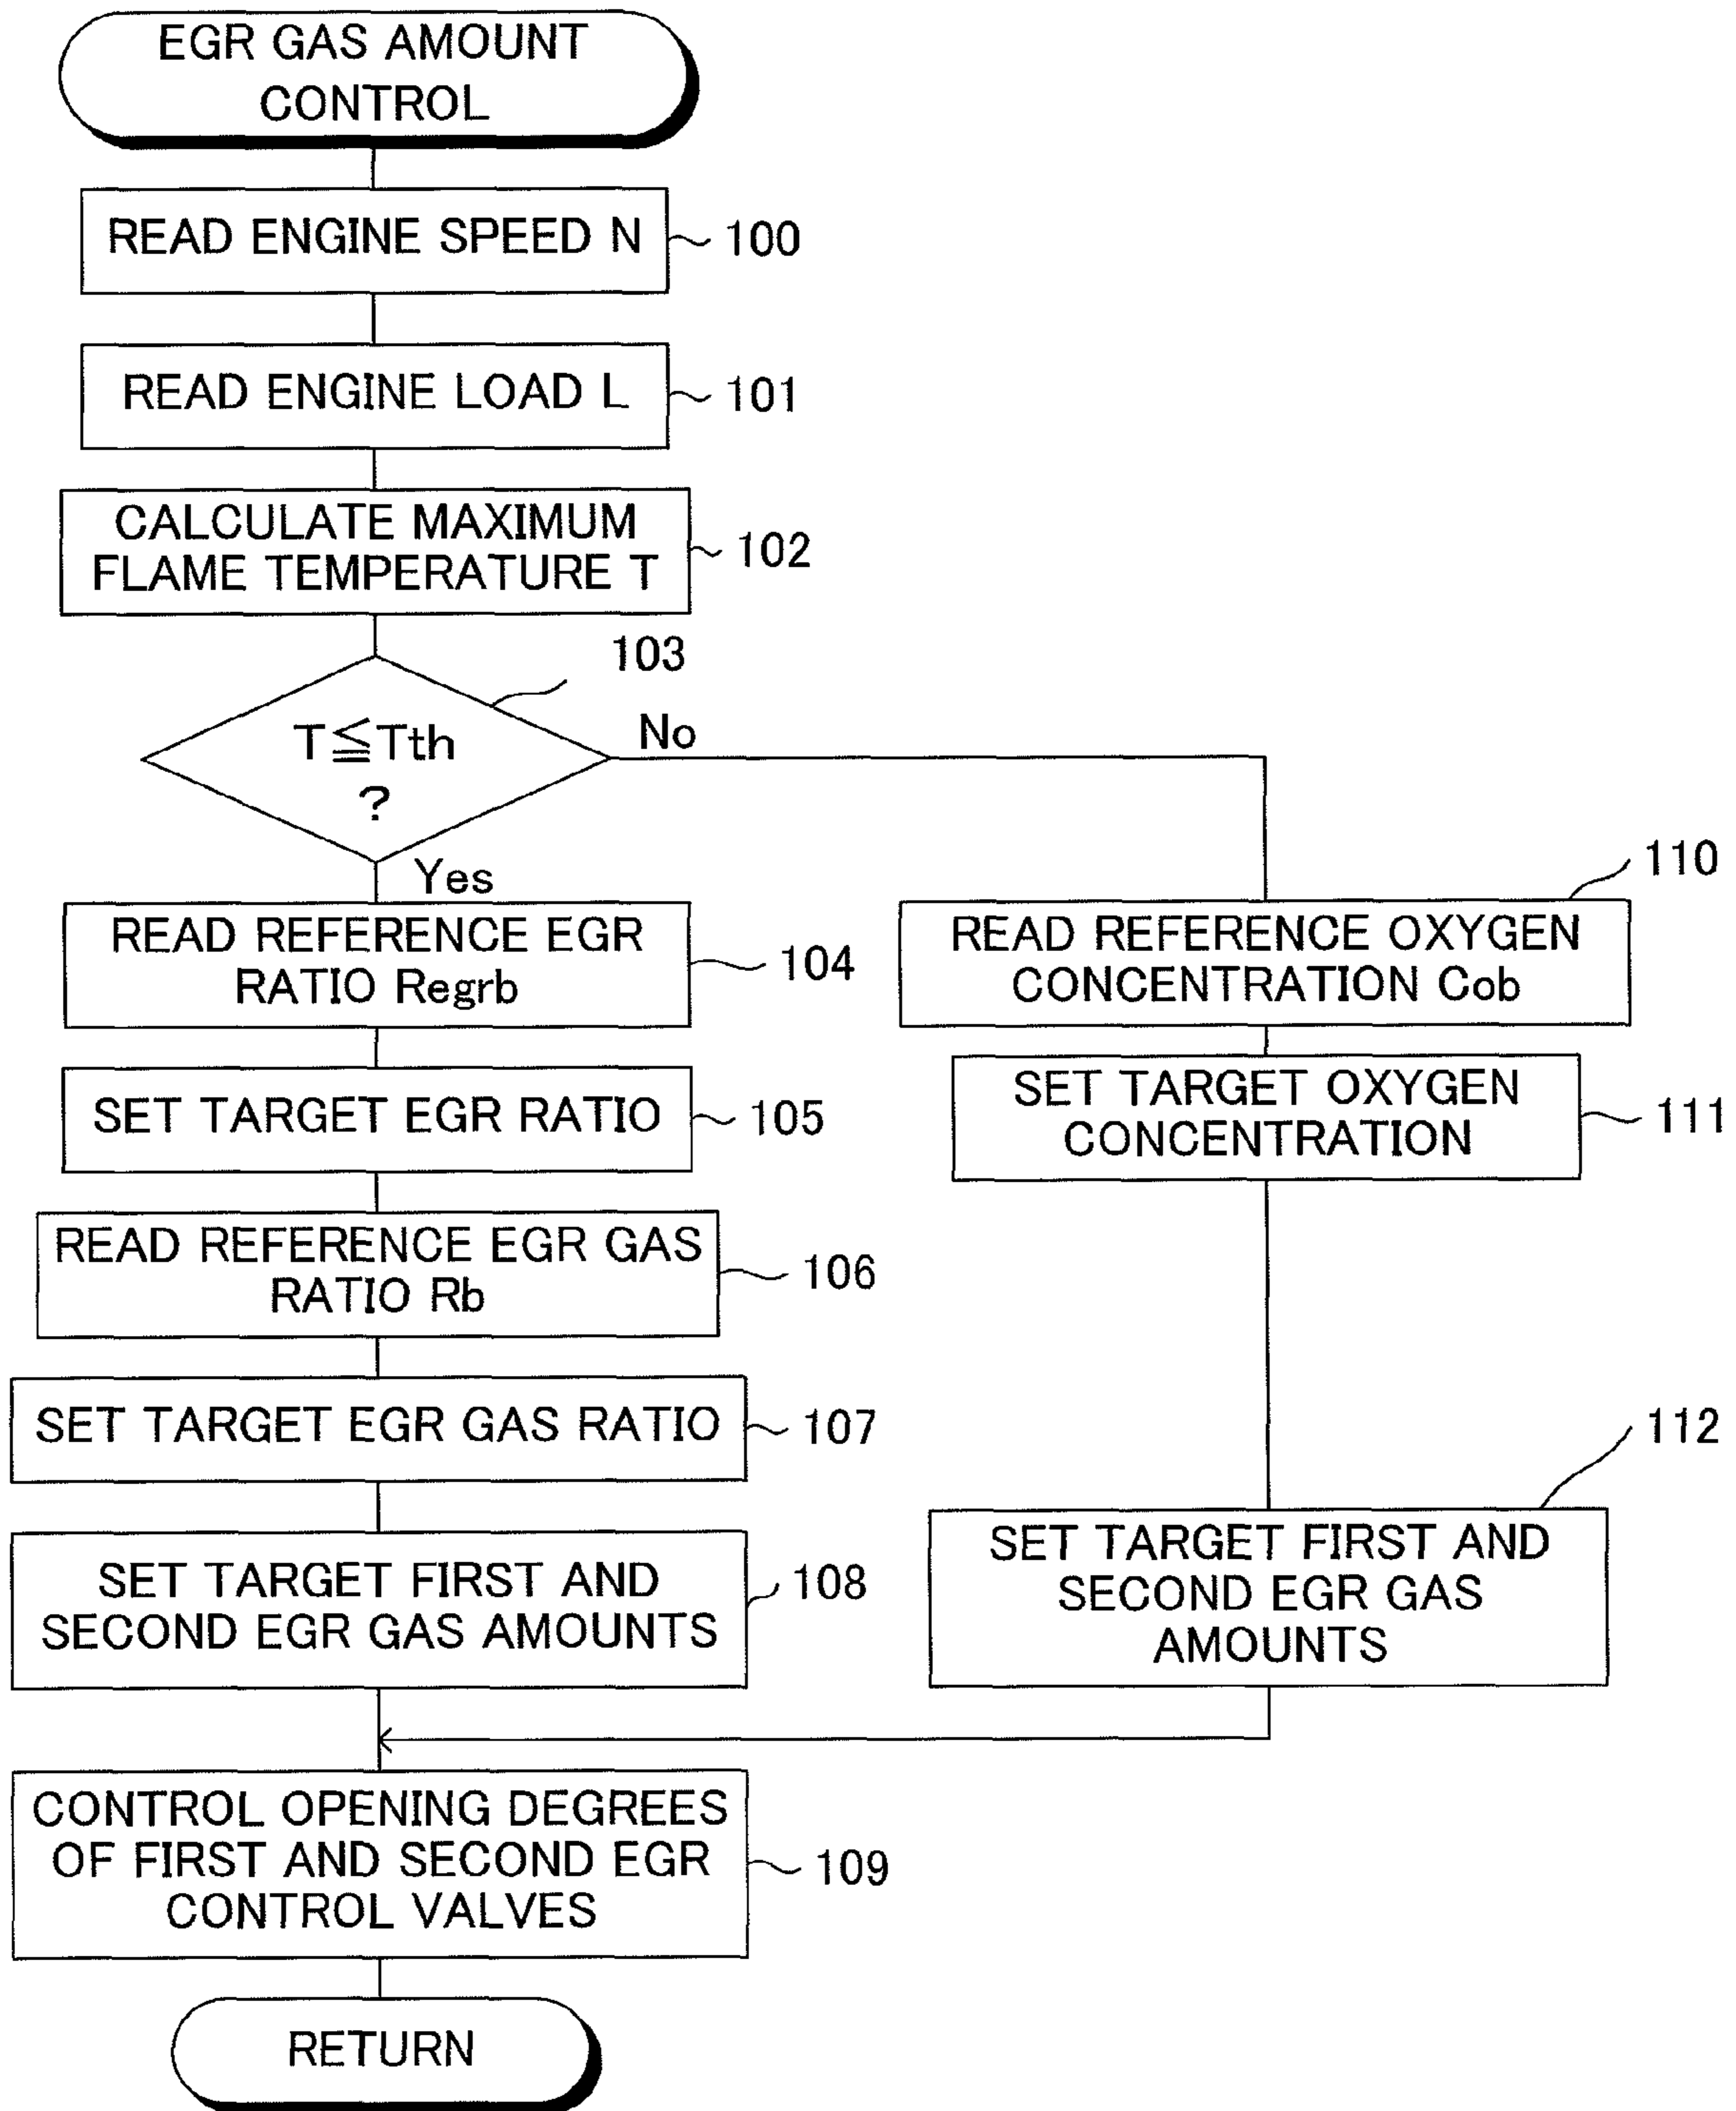 EGR GAS AMOUNT
CONTROL
READ ENGINE SPEED N
100
READ ENGINE LOAD L
101
CALCULATE MAXIMUM
FLAME TEMPERATURE T
102
103
T≦Tth
?
No
Yes
READ REFERENCE EGR
RATIO Regrb
104
SET TARGET EGR RATIO
105
READ REFERENCE EGR GAS
RATIO Rb
106
SET TARGET EGR GAS RATIO
107
SET TARGET FIRST AND
SECOND EGR GAS AMOUNTS
108
110
READ REFERENCE OXYGEN
CONCENTRATION Cob
SET TARGET OXYGEN
CONCENTRATION
111
112
SET TARGET FIRST AND
SECOND EGR GAS
AMOUNTS
CONTROL OPENING DEGREES
OF FIRST AND SECOND EGR
CONTROL VALVES
109
RETURN